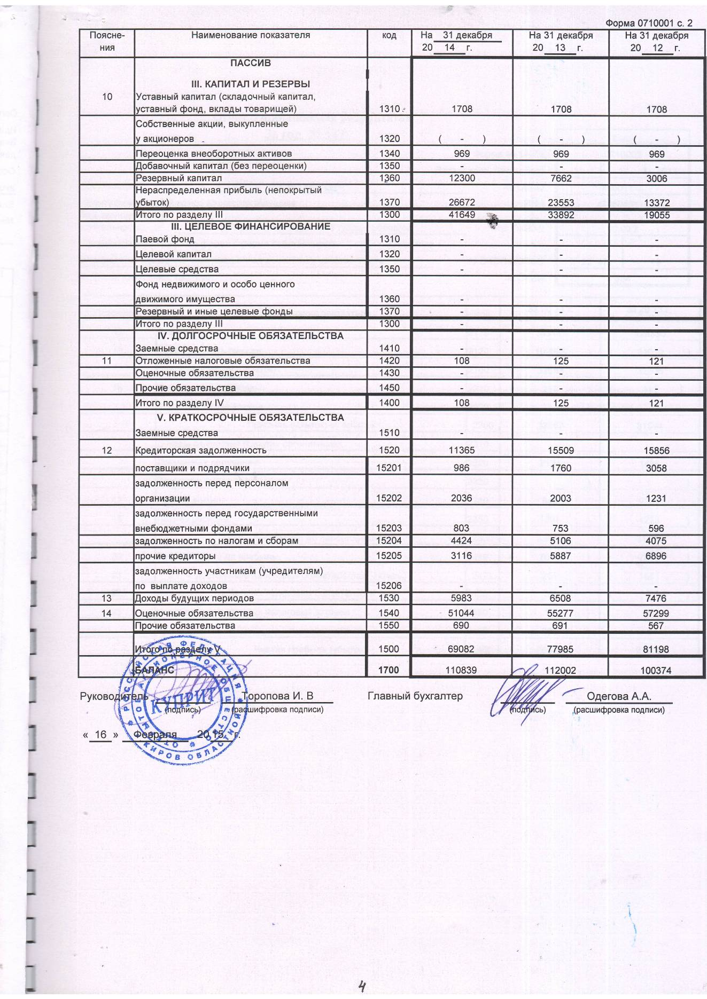 Форма 0710001 с. 2
Поясне- Наименование показателя код На 31 декабря На 31 декабря На 31 декабря
ния 20 14 г. 20 13 г. 20 12 г.
ПАССИВ
III. КАПИТАЛ И РЕЗЕРВЫ
10 Уставный капитал (складочный капитал,
уставный фонд, вклады товарищей) 1310 1708 1708 1708
Собственные акции, выкупленные
у акционеров 1320 ( - ) ( - ) ( - )
Переоценка внеоборотных активов 1340 969 969 969
Добавочный капитал (без переоценки) 1350 - - -
Резервный капитал 1360 12300 7662 3006
Нераспределенная прибыль (непокрытый
убыток) 1370 26672 23553 13372
Итого по разделу III 1300 41649 33892 19055
III. ЦЕЛЕВОЕ ФИНАНСИРОВАНИЕ
Паевой фонд 1310 - - -
Целевой капитал 1320 - - -
Целевые средства 1350 - - -
Фонд недвижимого и особо ценного
движимого имущества 1360 - - -
Резервный и иные целевые фонды 1370 - - -
Итого по разделу III 1300 - - -
IV. ДОЛГОСРОЧНЫЕ ОБЯЗАТЕЛЬСТВА
Заемные средства 1410 - - -
11 Отложенные налоговые обязательства 1420 108 125 121
Оценочные обязательства 1430 - - -
Прочие обязательства 1450 - - -
Итого по разделу IV 1400 108 125 121
V. КРАТКОСРОЧНЫЕ ОБЯЗАТЕЛЬСТВА
Заемные средства 1510 - - -
12 Кредиторская задолженность 1520 11365 15509 15856
поставщики и подрядчики 15201 986 1760 3058
задолженность перед персоналом
организации 15202 2036 2003 1231
задолженность перед государственными
внебюджетными фондами 15203 803 753 596
задолженность по налогам и сборам 15204 4424 5106 4075
прочие кредиторы 15205 3116 5887 6896
задолженность участникам (учредителям)
по выплате доходов 15206 - - -
13 Доходы будущих периодов 1530 5983 6508 7476
14 Оценочные обязательства 1540 51044 55277 57299
Прочие обязательства 1550 690 691 567
Итого по разделу V 1500 69082 77985 81198
БАЛАНС 1700 110839 112002 100374
Руководитель Торопова И. В Главный бухгалтер Одегова А.А.
(подпись) (расшифровка подписи) (подпись) (расшифровка подписи)
« 16 » Февраля 20 15 г.
РОССИЙСКАЯ ФЕДЕРАЦИЯ
КИРОВ ОБЛАСТНОЙ
ОТКРЫТОЕ АКЦИОНЕРНОЕ ОБЩЕСТВО
КУПРИТ
4